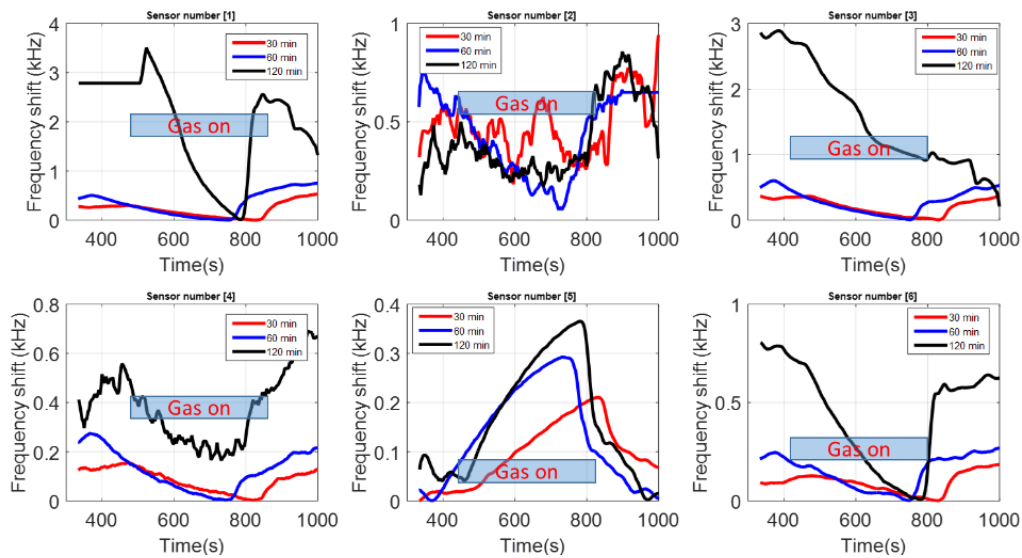 Sensor number [1]
Frequency shift (kHz)
4
3
2
1
0
30 min
60 min
120 min
Gas on
400
600
800
1000
Time(s)
Sensor number [2]
Frequency shift (kHz)
1
0.5
0
30 min
60 min
120 min
Gas on
400
600
800
1000
Time(s)
Sensor number [3]
Frequency shift (kHz)
3
2
1
0
30 min
60 min
120 min
Gas on
400
600
800
1000
Time(s)
Sensor number [4]
Frequency shift (kHz)
0.8
0.6
0.4
0.2
0
30 min
60 min
120 min
Gas on
400
600
800
1000
Time(s)
Sensor number [5]
Frequency shift (kHz)
0.4
0.3
0.2
0.1
0
30 min
60 min
120 min
Gas on
400
600
800
1000
Time(s)
Sensor number [6]
Frequency shift (kHz)
1
0.5
0
30 min
60 min
120 min
Gas on
400
600
800
1000
Time(s)